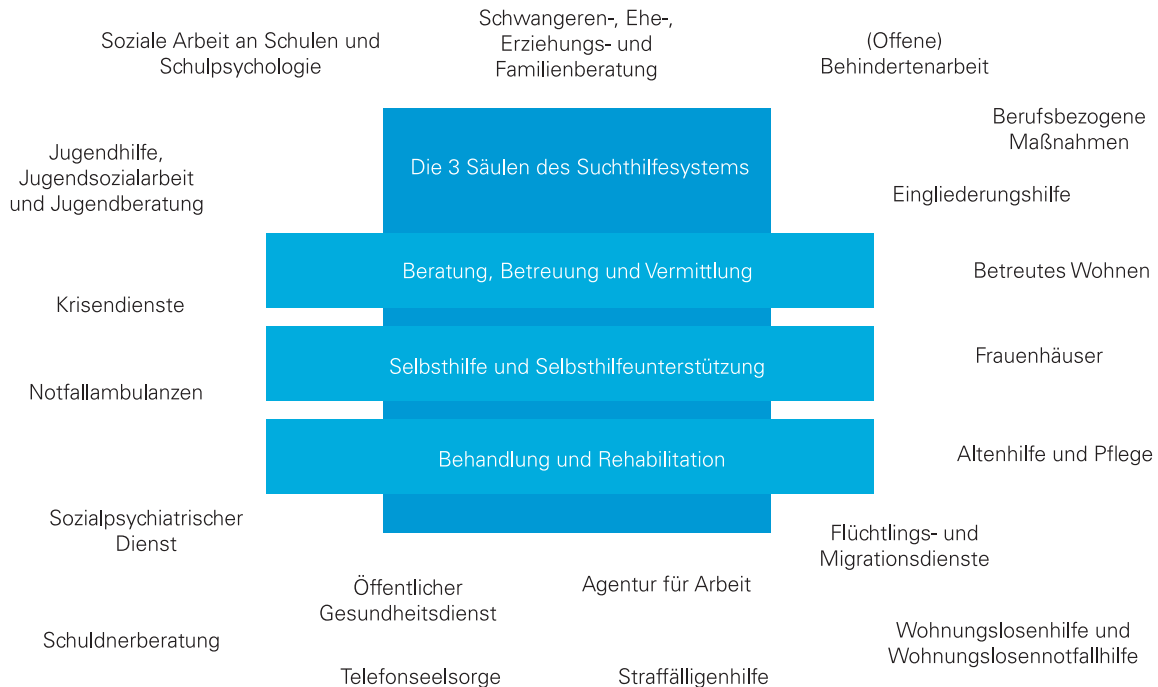 Soziale Arbeit an Schulen und
Schulpsychologie
Schwangeren-, Ehe-,
Erziehungs- und
Familienberatung
(Offene)
Behindertenarbeit
Berufsbezogene
Maßnahmen
Jugendhilfe,
Jugendsozialarbeit
und Jugendberatung
Die 3 Säulen des Suchthilfesystems
Eingliederungshilfe
Beratung, Betreuung und Vermittlung
Betreutes Wohnen
Krisendienste
Selbsthilfe und Selbsthilfeunterstützung
Frauenhäuser
Notfallambulanzen
Behandlung und Rehabilitation
Altenhilfe und Pflege
Sozialpsychiatrischer
Dienst
Flüchtlings- und
Migrationsdienste
Öffentlicher
Gesundheitsdienst
Agentur für Arbeit
Schuldnerberatung
Wohnungslosenhilfe und
Wohnungslosennotfallhilfe
Telefonseelsorge
Straffälligenhilfe